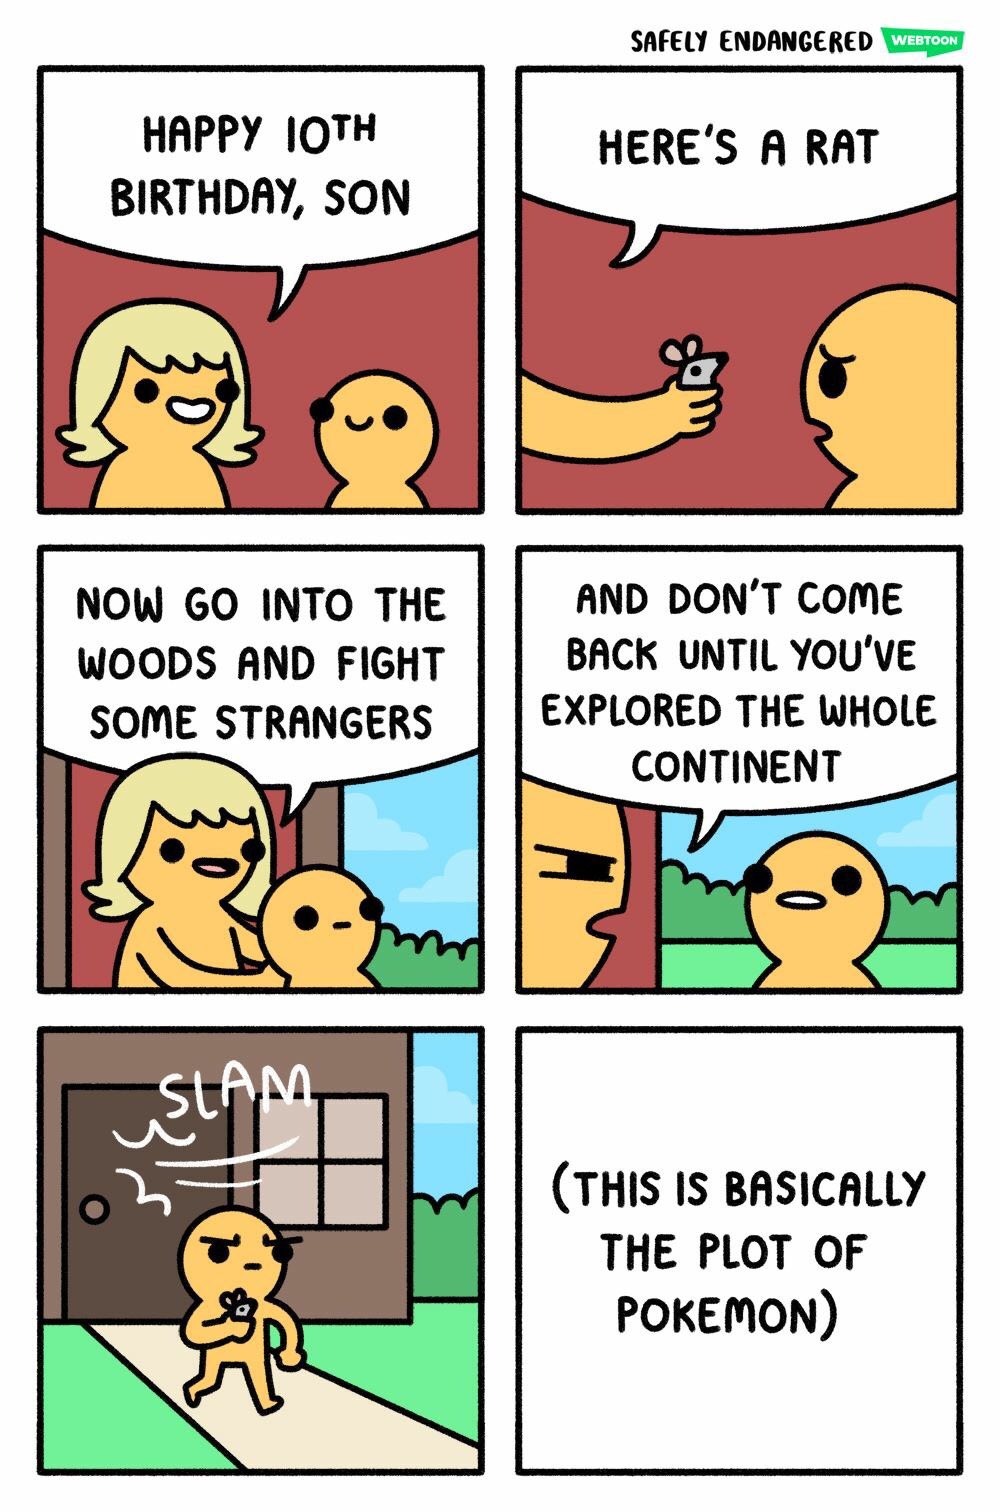 SAFELY ENDANGERED WEBTOON
HAPPY 10TH
BIRTHDAY, SON
HERE'S A RAT
NOW GO INTO THE
WOODS AND FIGHT
SOME STRANGERS
AND DON'T COME
BACK UNTIL YOU'VE
EXPLORED THE WHOLE
CONTINENT
SLAM
(THIS IS BASICALLY
THE PLOT OF
POKEMON)